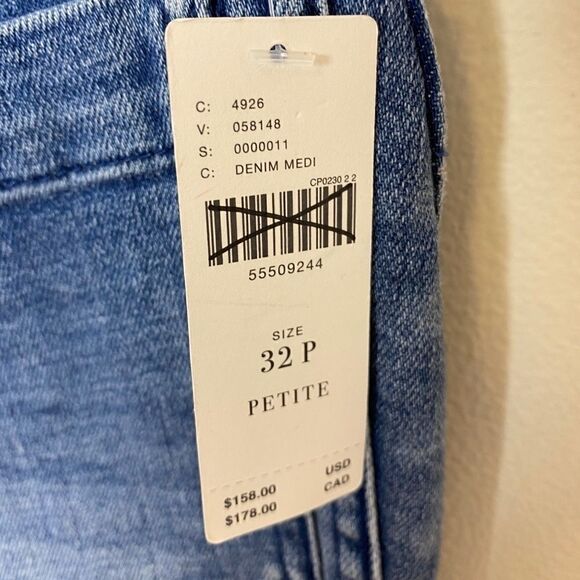 C: 4926
V: 058148
S: 0000011
C: DENIM MEDI
CP0230 2 2
55509244
SIZE
32 P
PETITE
$158.00 USD
$178.00 CAD